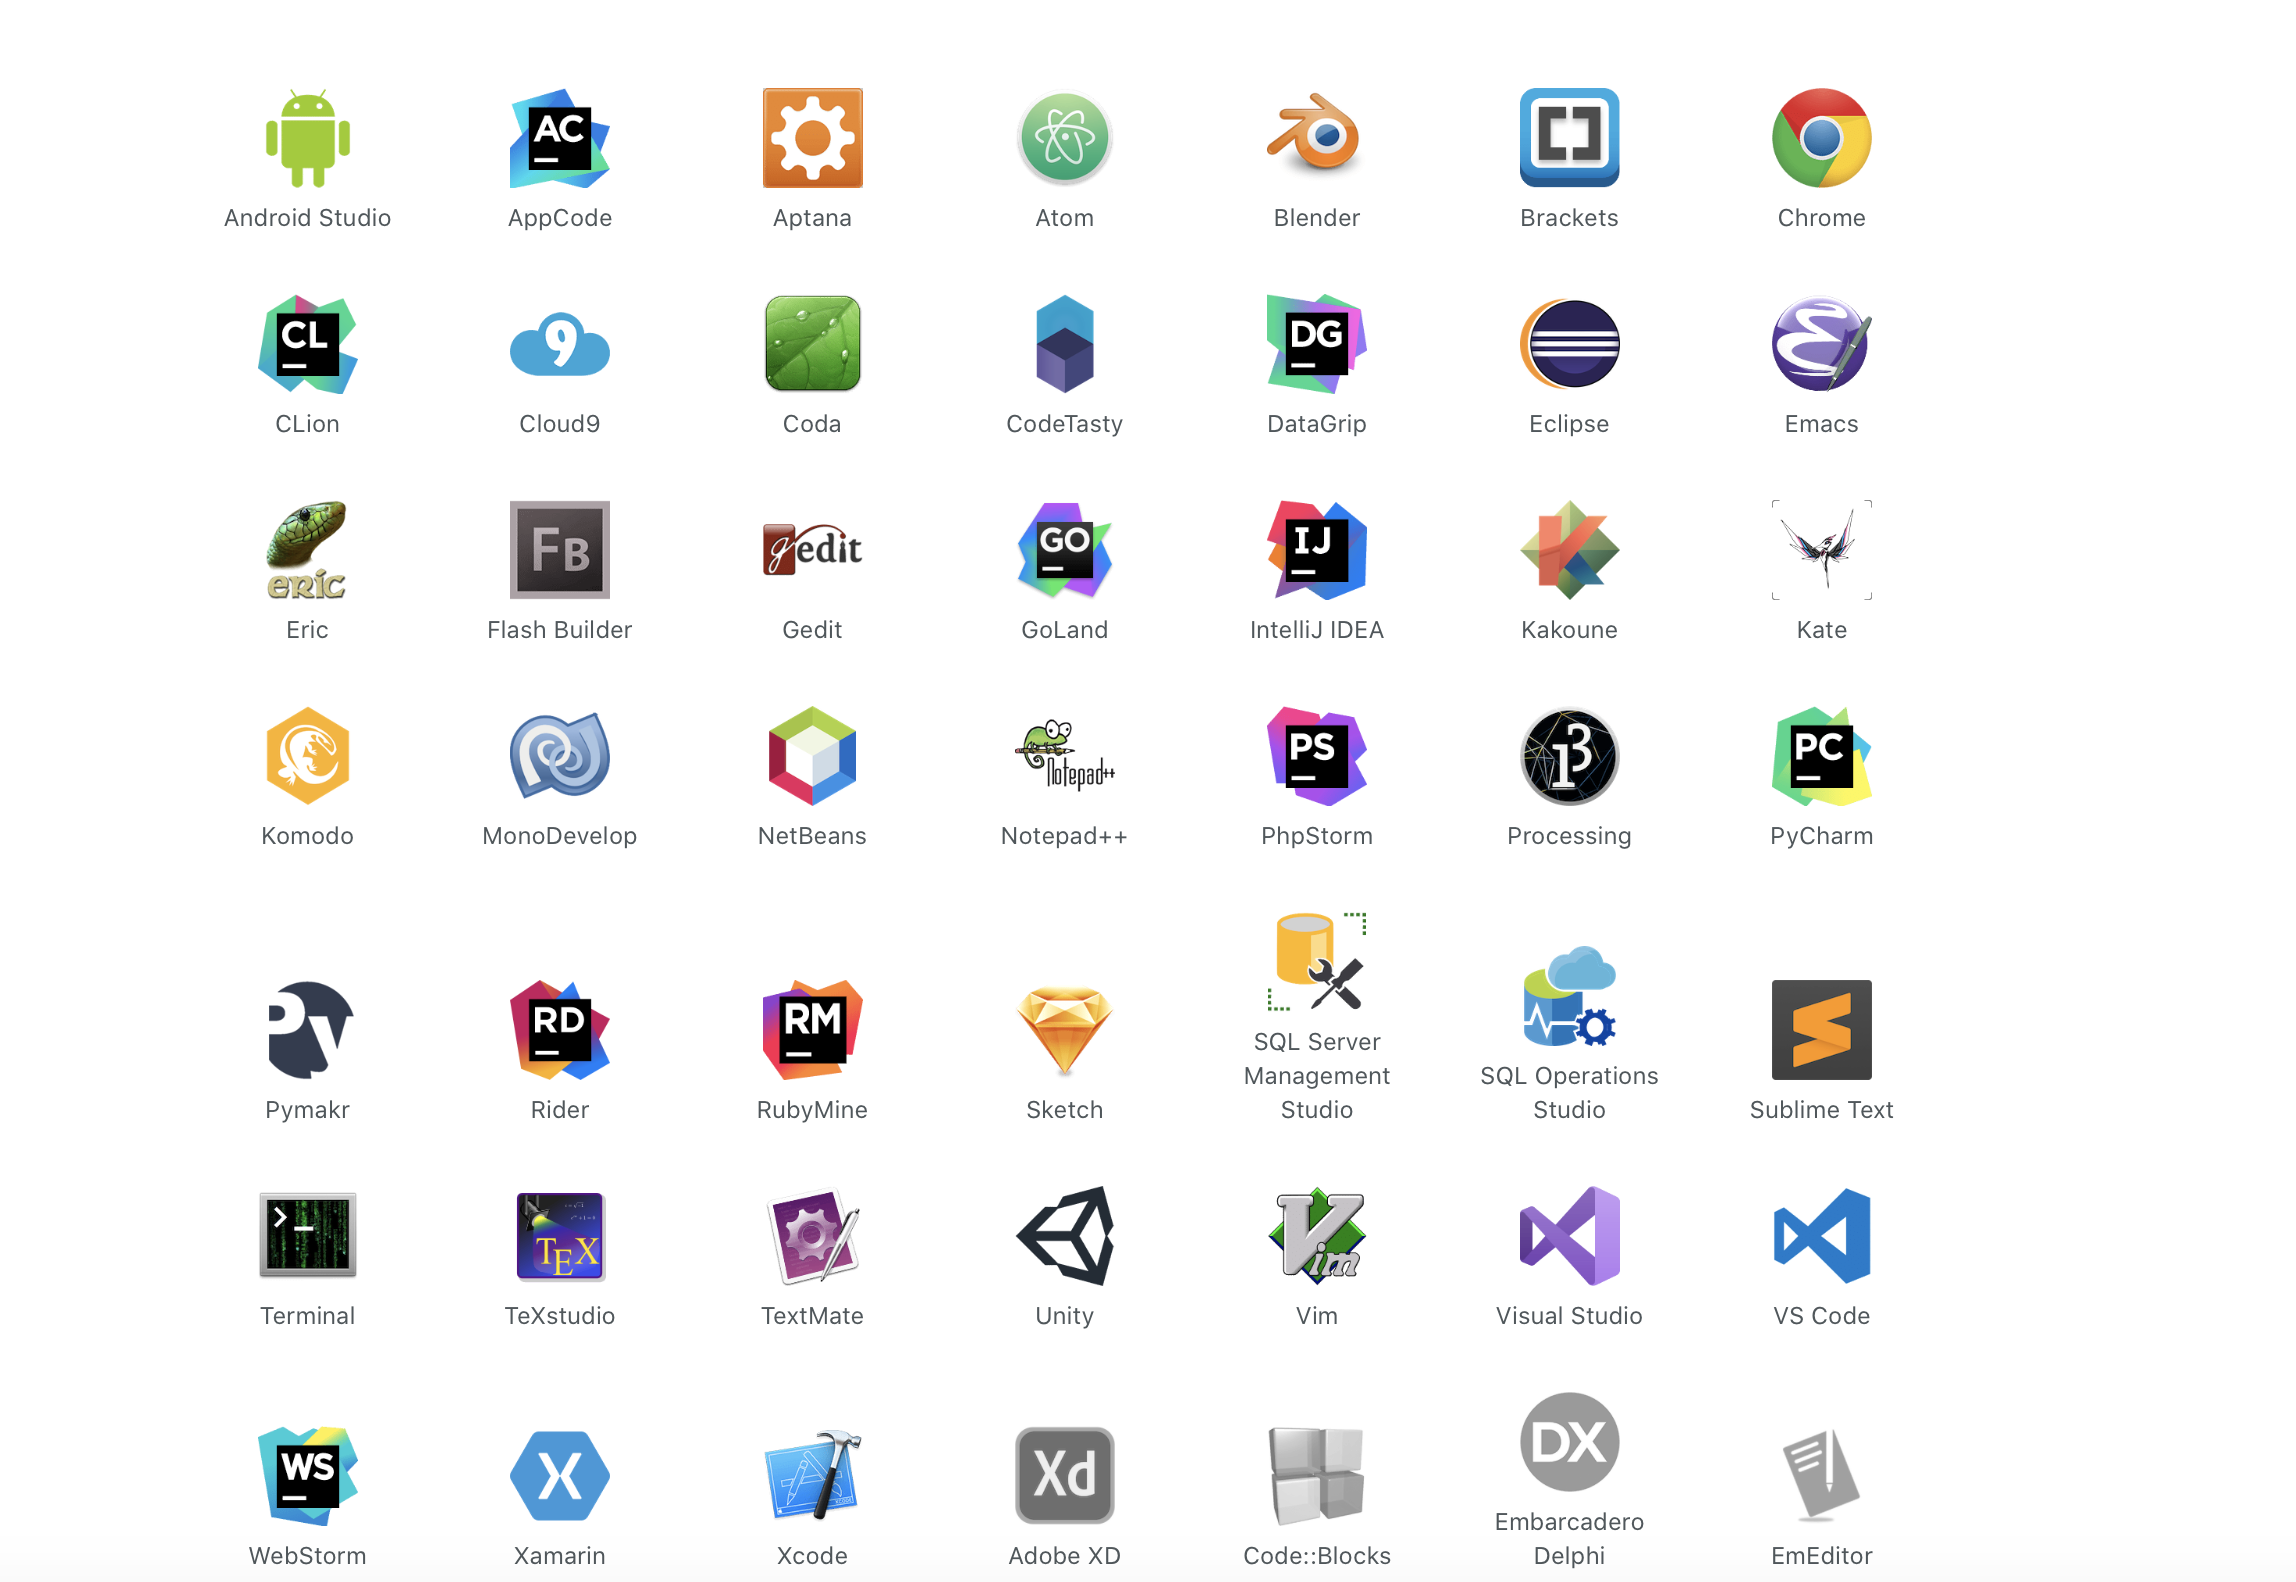 AC
Android Studio
AppCode
Aptana
Atom
Blender
Brackets
Chrome
CL
9
DG
CLion
Cloud9
Coda
CodeTasty
DataGrip
Eclipse
Emacs
eric
FB
gedit
GO
IJ
Eric
Flash Builder
Gedit
GoLand
IntelliJ IDEA
Kakoune
Kate
Notepad++
PS
PC
Komodo
MonoDevelop
NetBeans
Notepad++
PhpStorm
Processing
PyCharm
Py
RD
RM
Pymakr
Rider
RubyMine
Sketch
SQL Server
Management
Studio
SQL Operations
Studio
Sublime Text
>_
TEX
Vim
Terminal
TeXstudio
TextMate
Unity
Vim
Visual Studio
VS Code
WS
X
Xd
DX
WebStorm
Xamarin
Xcode
Adobe XD
Code::Blocks
Embarcadero
Delphi
EmEditor